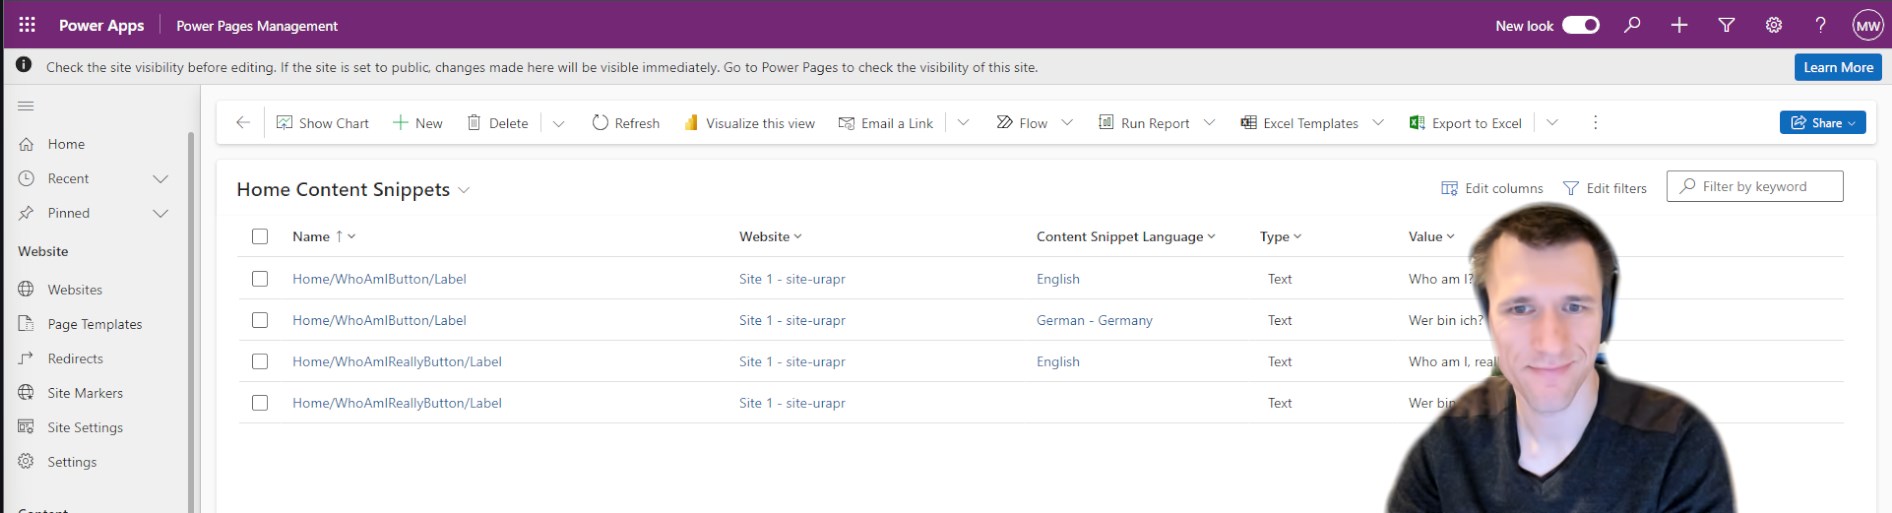 Power Apps Power Pages Management New look MW
Check the site visibility before editing. If the site is set to public, changes made here will be visible immediately. Go to Power Pages to check the visibility of this site. Learn More
Show Chart New Delete Refresh Visualize this view Email a Link Flow Run Report Excel Templates Export to Excel Share
Home
Recent
Pinned
Website
Websites
Page Templates
Redirects
Site Markers
Site Settings
Settings
Home Content Snippets Edit columns Edit filters Filter by keyword
Name ↑ Website Content Snippet Language Type Value
Home/WhoAmIButton/Label Site 1 - site-urapr English Text Who am I?
Home/WhoAmIButton/Label Site 1 - site-urapr German - Germany Text Wer bin ich?
Home/WhoAmIReallyButton/Label Site 1 - site-urapr English Text Who am I,
Home/WhoAmIReallyButton/Label Site 1 - site-urapr Text Wer